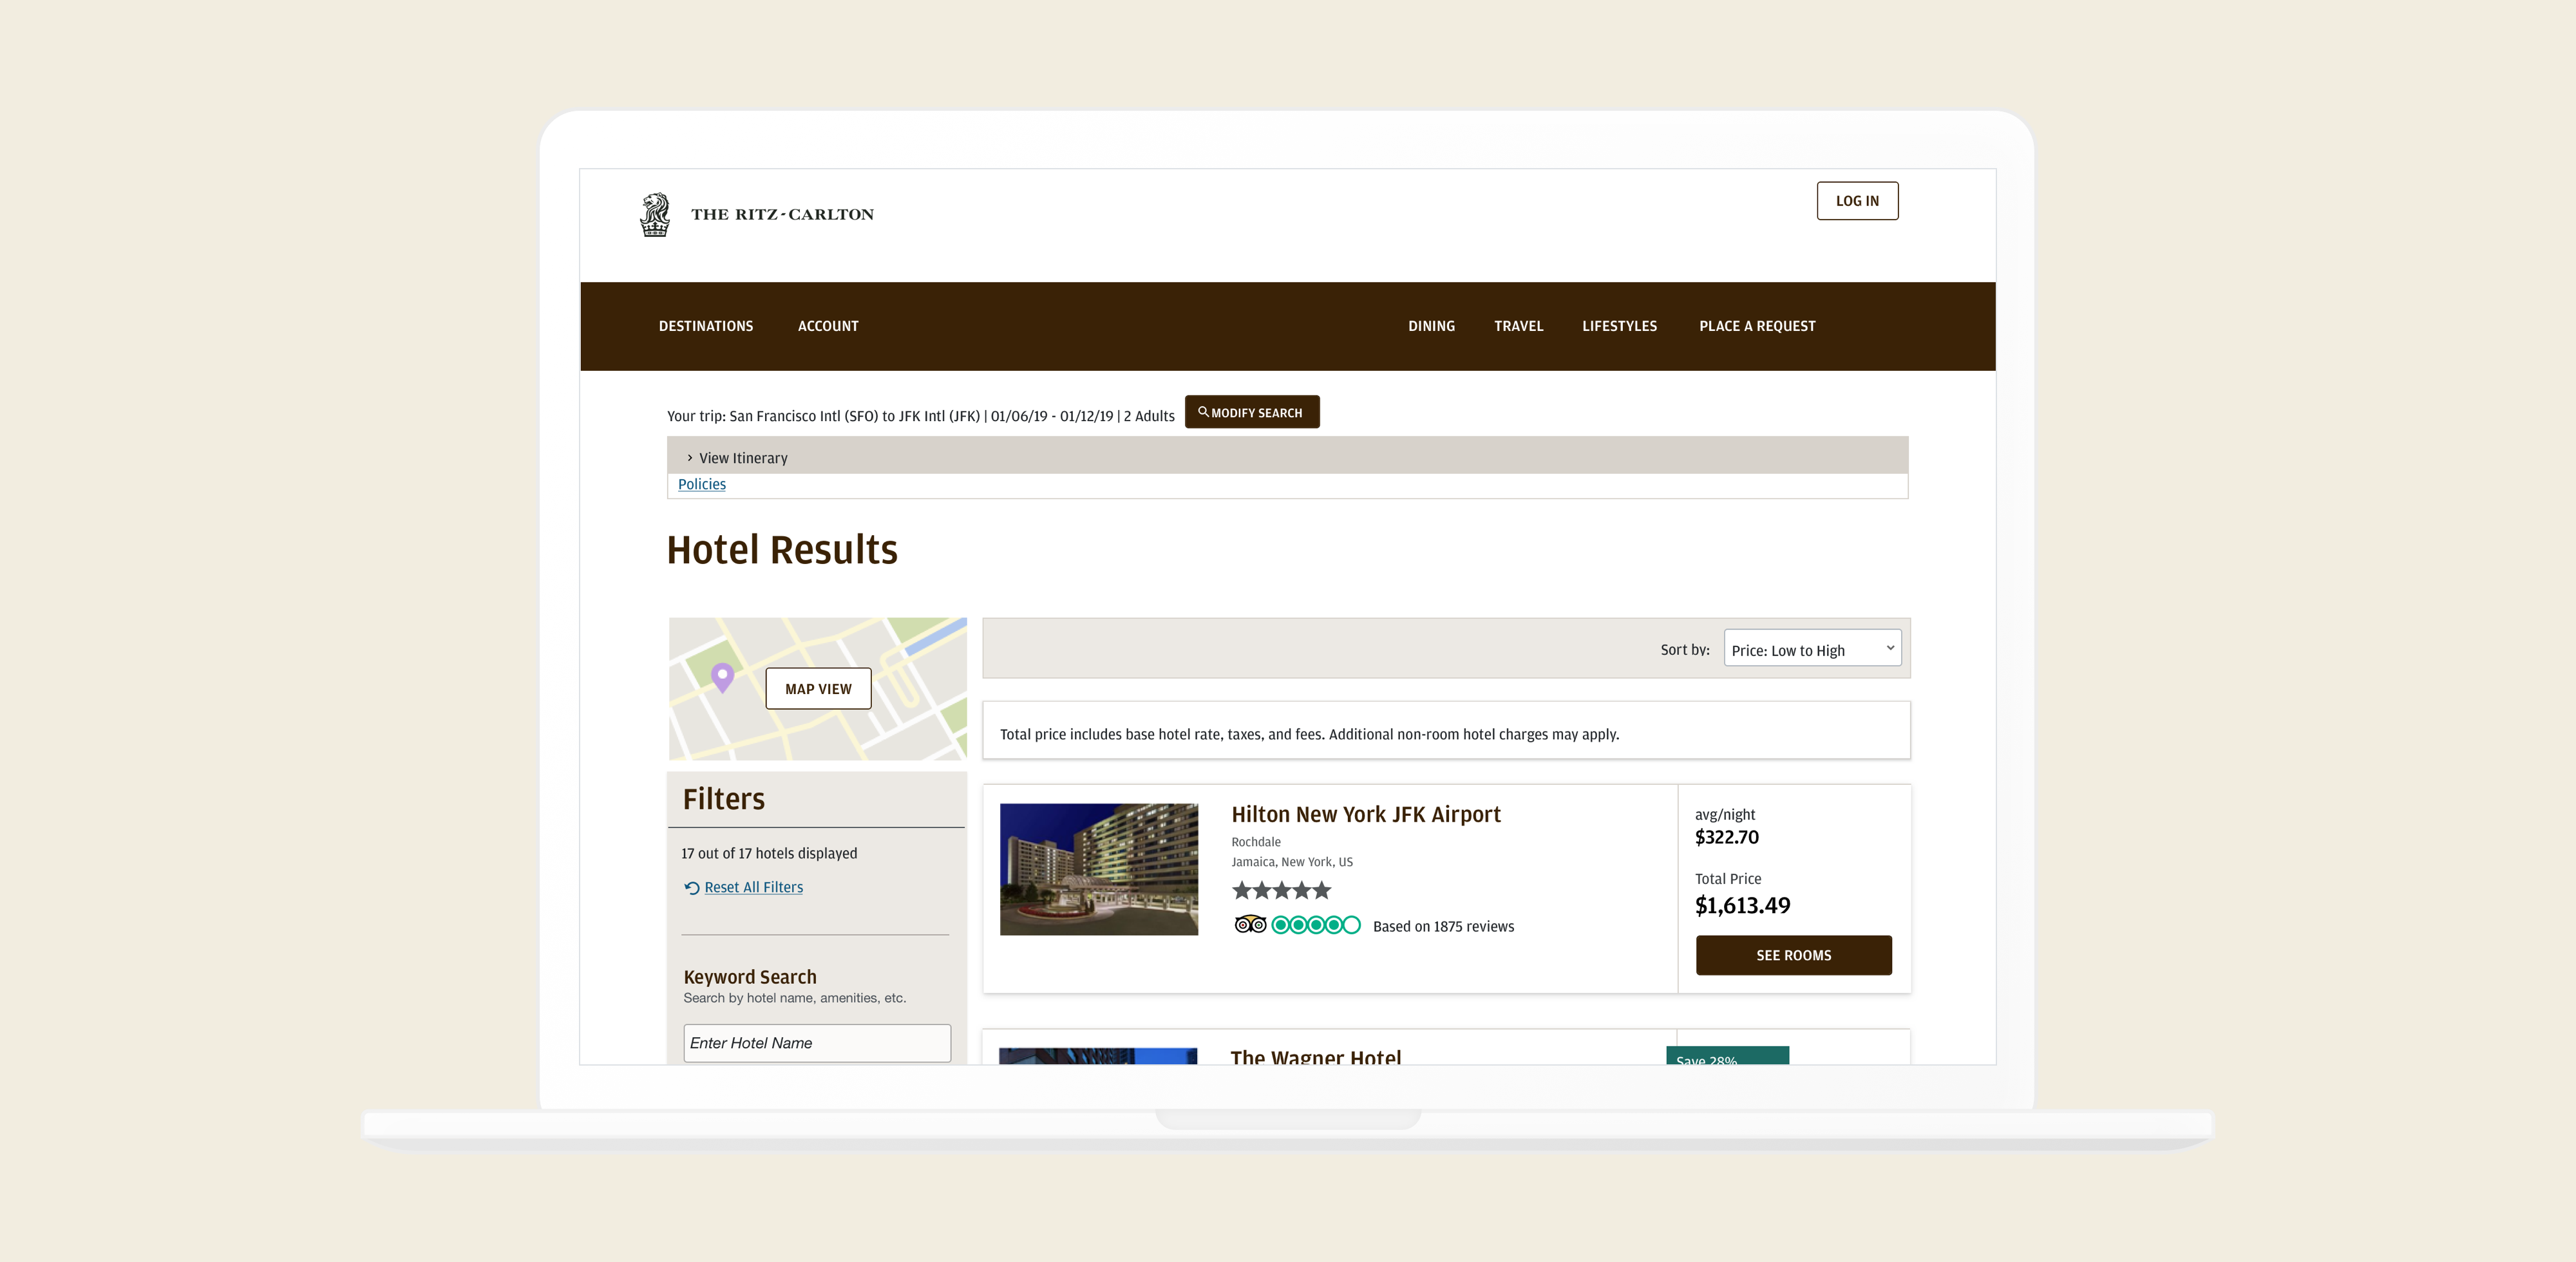 THE RITZ-CARLTON
LOG IN
DESTINATIONS
ACCOUNT
DINING
TRAVEL
LIFESTYLES
PLACE A REQUEST
Your trip: San Francisco Intl (SFO) to JFK Intl (JFK) | 01/06/19 - 01/12/19 | 2 Adults
MODIFY SEARCH
View Itinerary
Policies
Hotel Results
MAP VIEW
Sort by:
Price: Low to High
Total price includes base hotel rate, taxes, and fees. Additional non-room hotel charges may apply.
Filters
17 out of 17 hotels displayed
Reset All Filters
Keyword Search
Search by hotel name, amenities, etc.
Enter Hotel Name
Hilton New York JFK Airport
Rochdale
Jamaica, New York, US
Based on 1875 reviews
avg/night
$322.70
Total Price
$1,613.49
SEE ROOMS
The Wagner Hotel
Save 28%